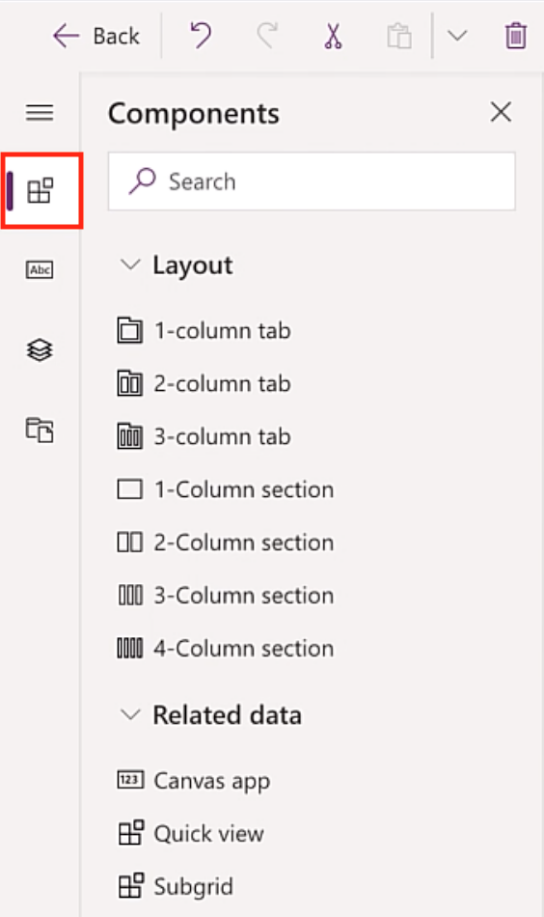 Back
Components
Search
Abc
Layout
1-column tab
2-column tab
3-column tab
1-Column section
2-Column section
3-Column section
4-Column section
Related data
123 Canvas app
Quick view
Subgrid